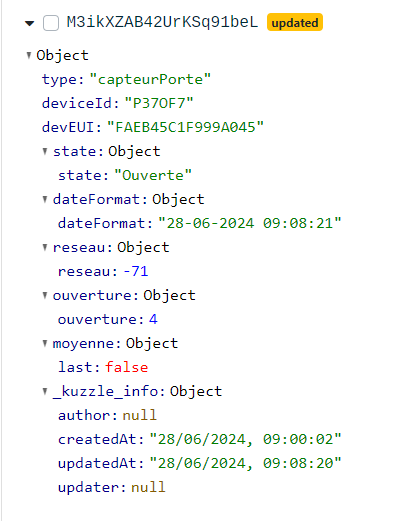 M3ikXZAB42UrKSq91beL updated
Object
type: "capteurPorte"
deviceId: "P37OF7"
devEUI: "FAEB45C1F999A045"
state: Object
state: "Ouverte"
dateFormat: Object
dateFormat: "28-06-2024 09:08:21"
reseau: Object
reseau: -71
ouverture: Object
ouverture: 4
moyenne: Object
last: false
_kuzzle_info: Object
author: null
createdAt: "28/06/2024, 09:00:02"
updatedAt: "28/06/2024, 09:08:20"
updater: null